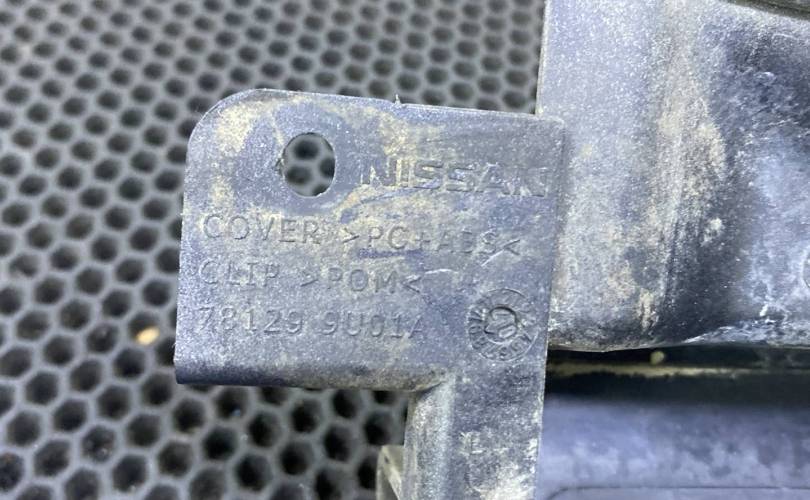 NISSAN
COVER >PC+ABS<
CLIP >POM<
78129 9U01A